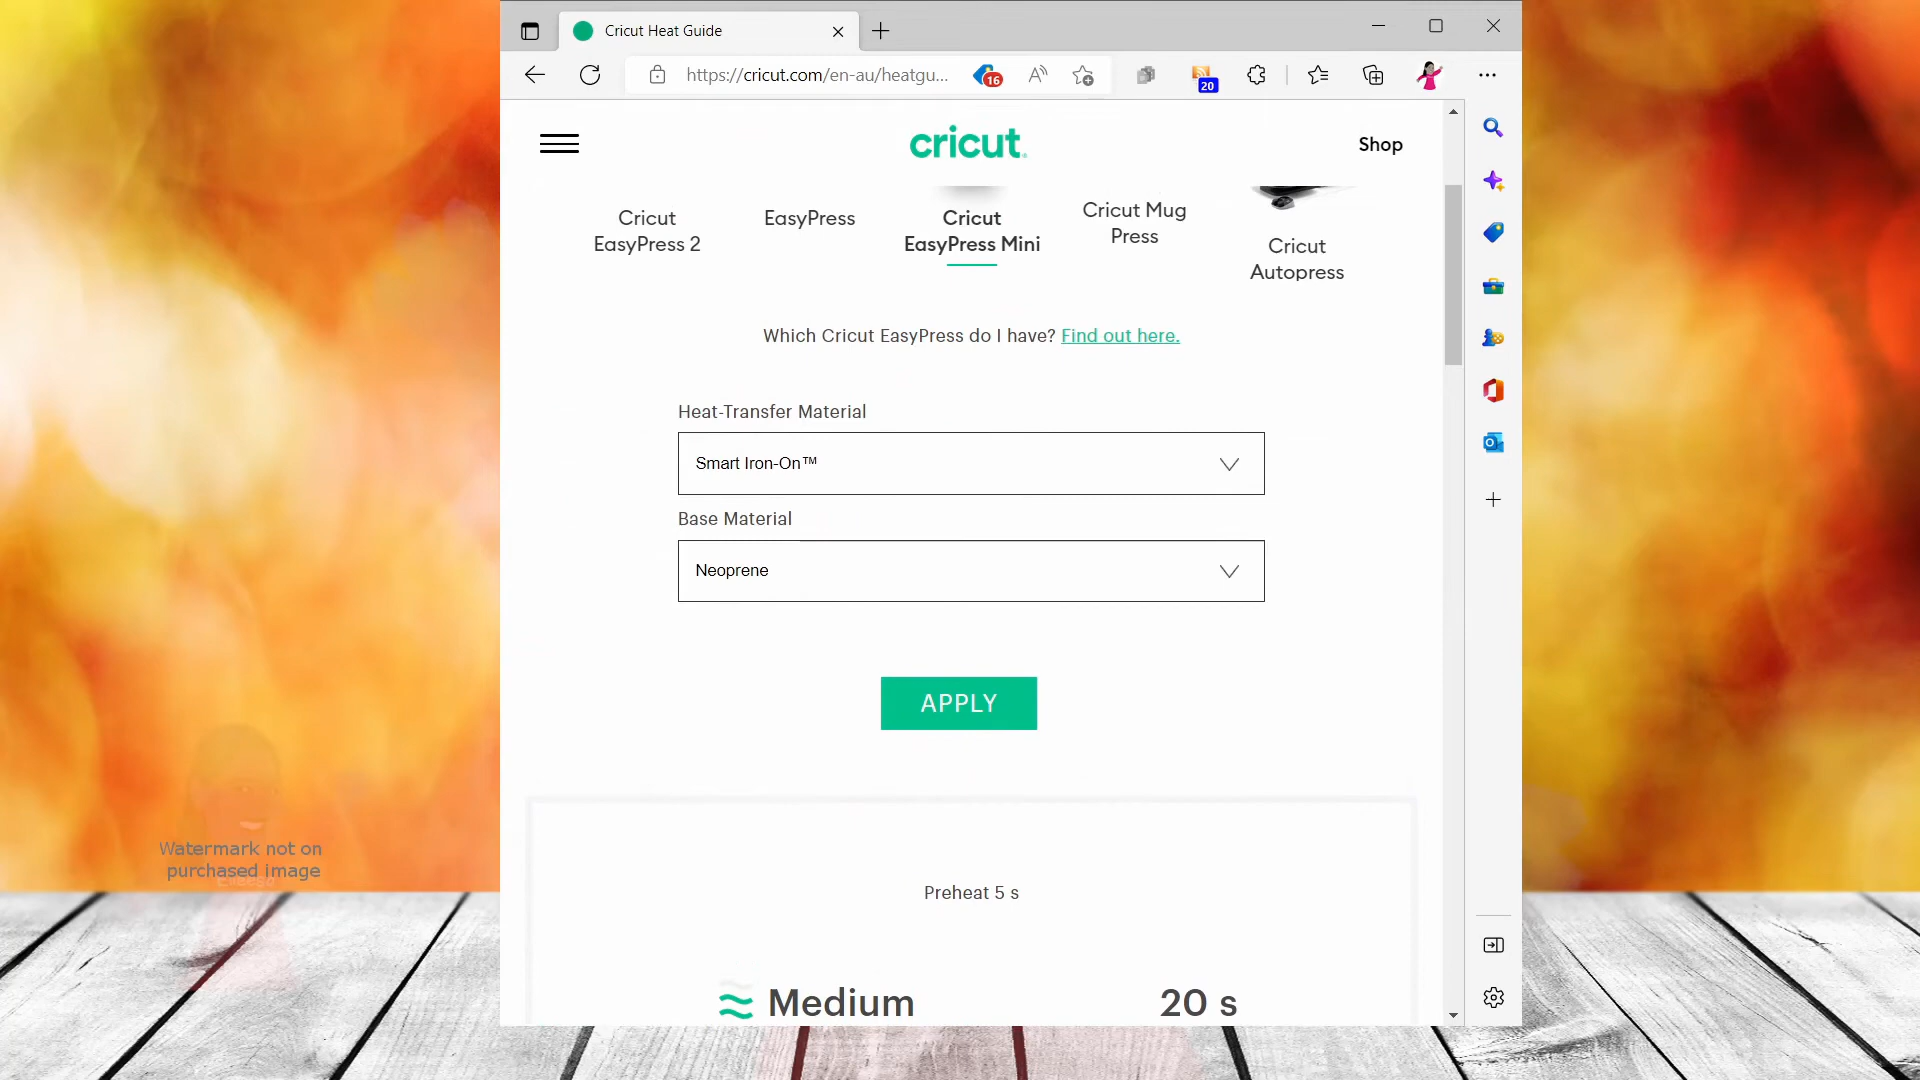 Cricut Heat Guide
https://cricut.com/en-au/heatgu...
16
20
cricut
Shop
Cricut
EasyPress 2
EasyPress
Cricut
EasyPress Mini
Cricut Mug
Press
Cricut
Autopress
Which Cricut EasyPress do I have? Find out here.
Heat-Transfer Material
Smart Iron-On™
Base Material
Neoprene
APPLY
Preheat 5 s
Medium
20 s
Watermark not on
purchased image